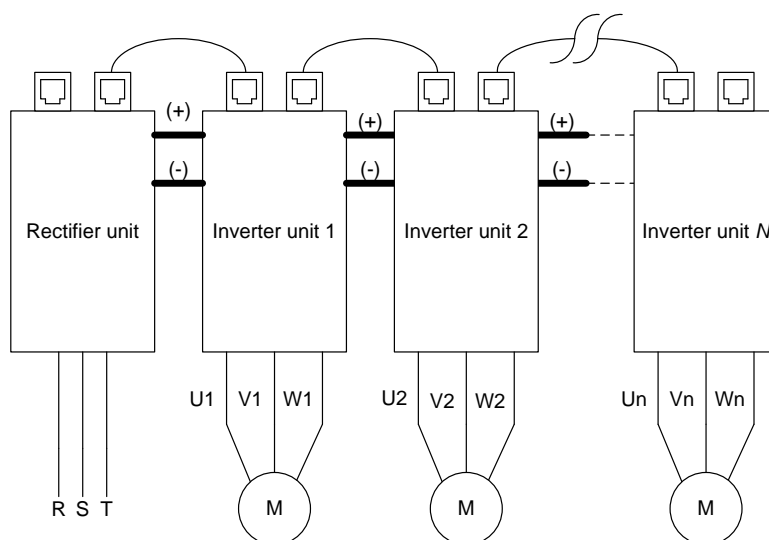 (+) (+) (+)
(-) (-) (-)
Rectifier unit Inverter unit 1 Inverter unit 2 Inverter unit N
U1 V1 W1 U2 V2 W2 Un Vn Wn
R S T M M M